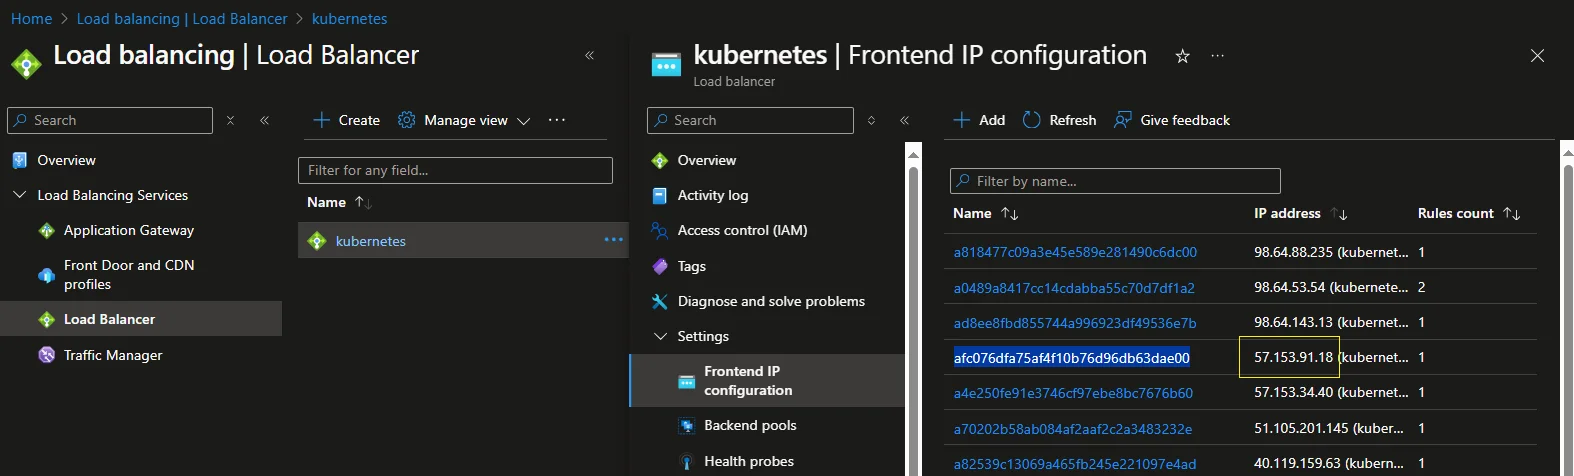 Home > Load balancing | Load Balancer > kubernetes
Load balancing | Load Balancer
«
Search
«
Overview
Load Balancing Services
Application Gateway
Front Door and CDN
profiles
Load Balancer
Traffic Manager
Create
Manage view
...
Filter for any field...
Name ↑↓
kubernetes
...
kubernetes | Frontend IP configuration
...
Load balancer
Search
«
Overview
Activity log
Access control (IAM)
Tags
Diagnose and solve problems
Settings
Frontend IP
configuration
Backend pools
Health probes
Add
Refresh
Give feedback
Filter by name...
Name ↑↓ IP address ↑↓ Rules count ↑↓
a818477c09a3e45e589e281490c6dc00 98.64.88.235 (kubernet... 1
a0489a8417cc14cdabba55c70d7df1a2 98.64.53.54 (kubernete... 2
ad8ee8fbd855744a996923df49536e7b 98.64.143.13 (kubernet... 1
afc076dfa75af4f10b76d96db63dae00 57.153.91.18 (kubernet... 1
a4e250fe91e3746cf97ebe8bc7676b60 57.153.34.40 (kubernet... 1
a70202b58ab084af2aaf2c2a3483232e 51.105.201.145 (kuber... 1
a82539c13069a465fb245e221097e4ad 40.119.159.63 (kubern... 1